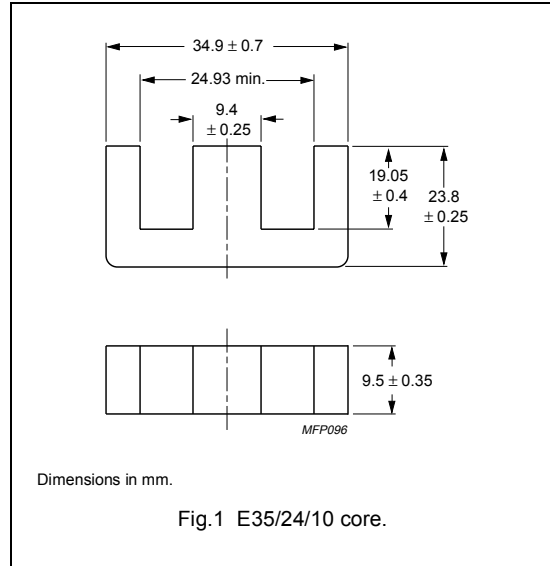 34.9 ± 0.7
24.93 min.
9.4
± 0.25
19.05
± 0.4
23.8
± 0.25
9.5 ± 0.35
MFP096
Dimensions in mm.
Fig.1 E35/24/10 core.